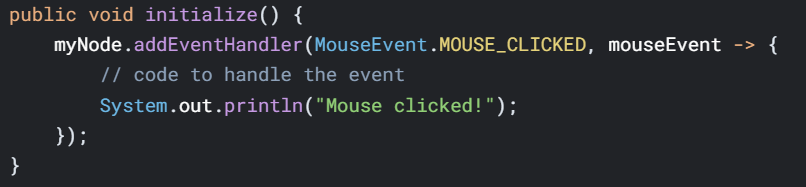 public void initialize() {
    myNode.addEventHandler(MouseEvent.MOUSE_CLICKED, mouseEvent -> {
        // code to handle the event
        System.out.println("Mouse clicked!");
    });
}